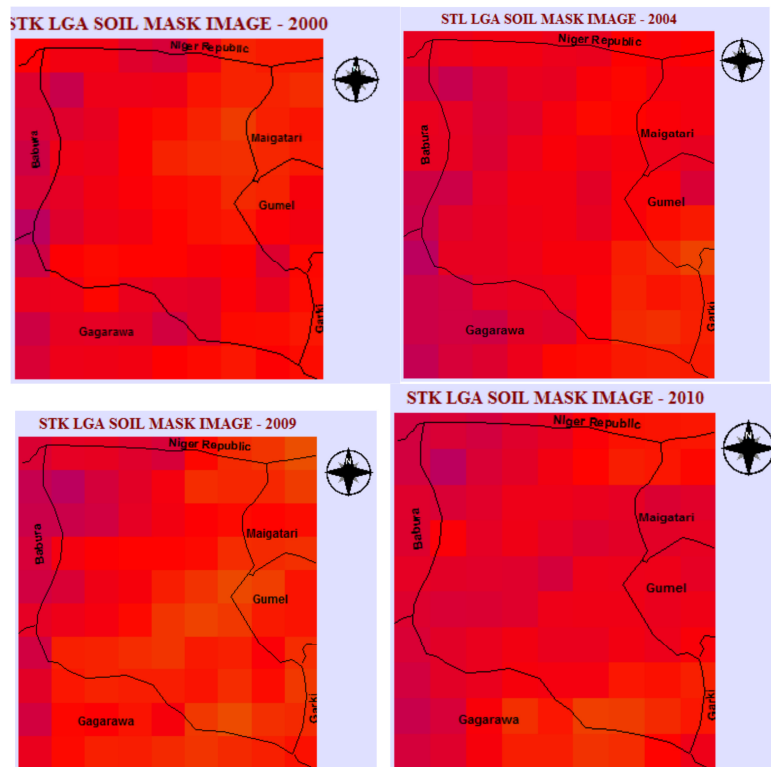 STK LGA SOIL MASK IMAGE - 2000
Niger Republic
Babura
Maigatari
Gumel
Gagarawa
Garki
STL LGA SOIL MASK IMAGE - 2004
Niger Republic
Babura
Maigatari
Gumel
Gagarawa
Garki
STK LGA SOIL MASK IMAGE - 2009
Niger Republic
Babura
Maigatari
Gumel
Gagarawa
Garki
STK LGA SOIL MASK IMAGE - 2010
Niger Republic
Babura
Maigatari
Gumel
Gagarawa
Garki